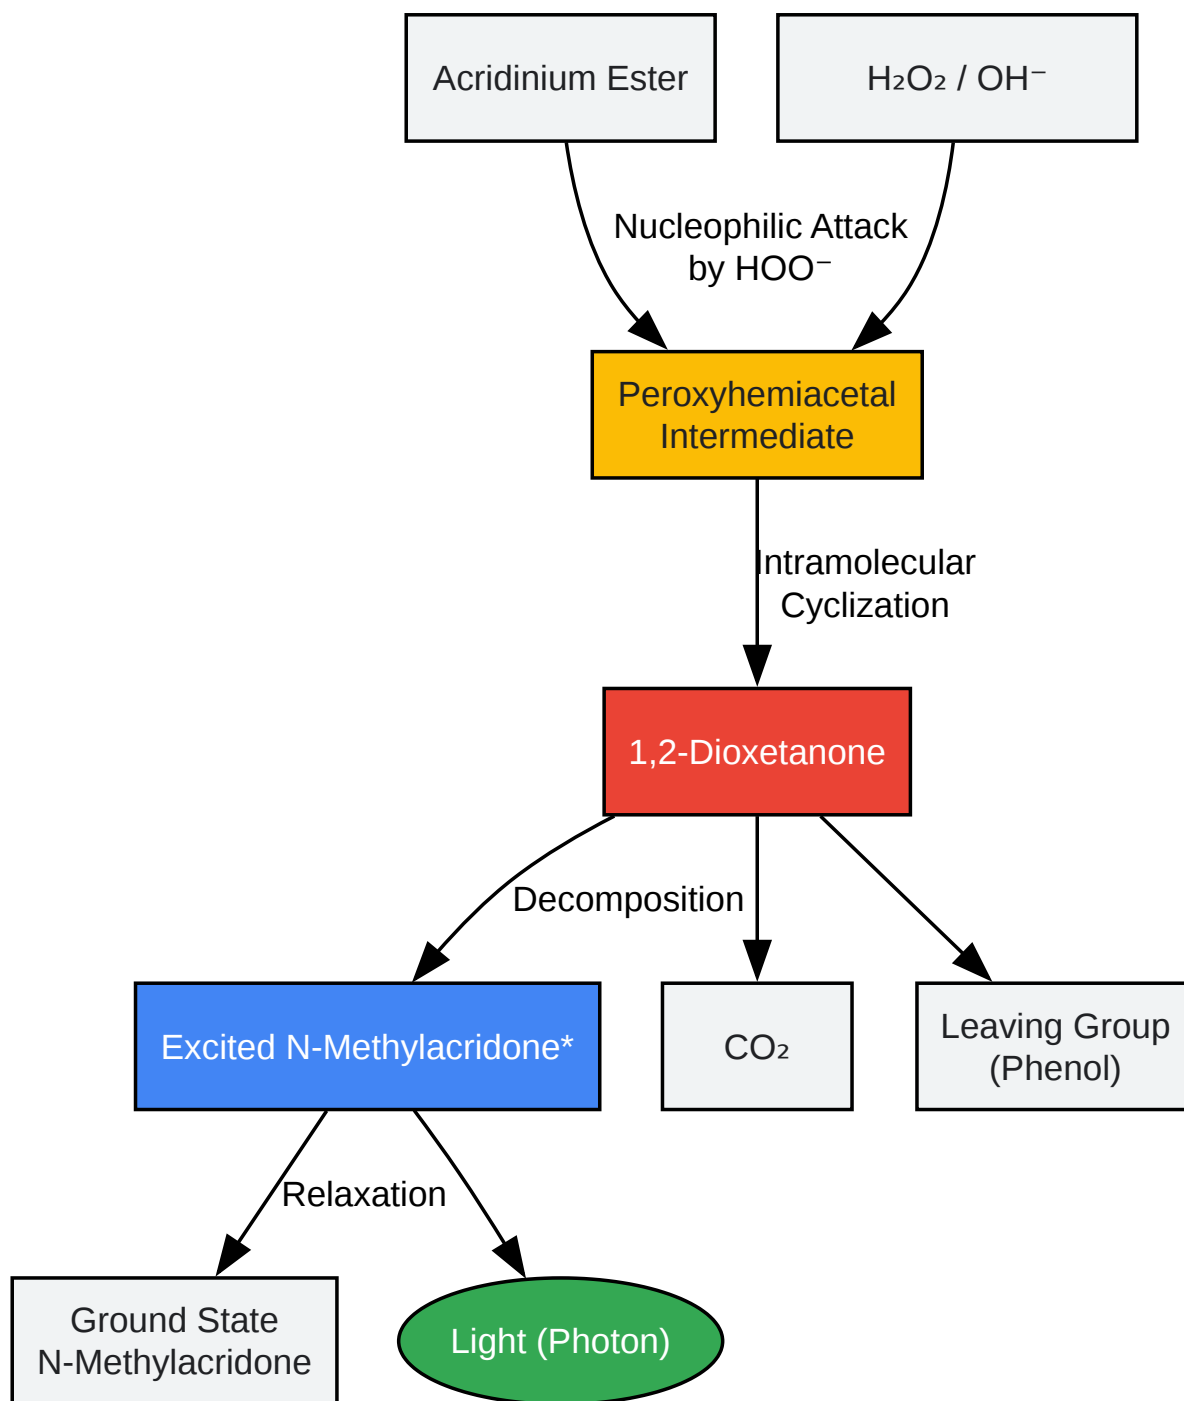 Acridinium Ester
H₂O₂ / OH⁻
Nucleophilic Attack
by HOO⁻
Peroxyhemiacetal
Intermediate
Intramolecular
Cyclization
1,2-Dioxetanone
Decomposition
Excited N-Methylacridone*
CO₂
Leaving Group
(Phenol)
Relaxation
Ground State
N-Methylacridone
Light (Photon)